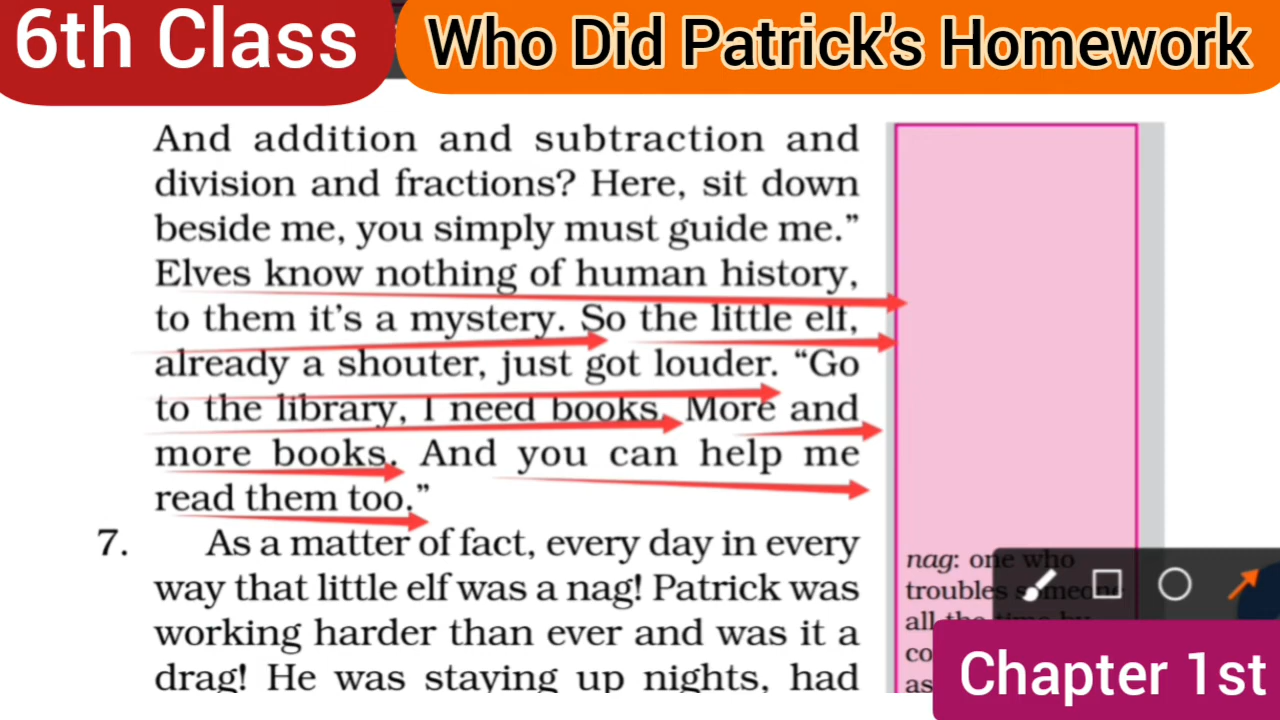 6th Class
Who Did Patrick's Homework
And addition and subtraction and
division and fractions? Here, sit down
beside me, you simply must guide me.”
Elves know nothing of human history,
to them it’s a mystery. So the little elf,
already a shouter, just got louder. “Go
to the library, I need books. More and
more books. And you can help me
read them too.”
7. As a matter of fact, every day in every
way that little elf was a nag! Patrick was
working harder than ever and was it a
drag! He was staying up nights, had
nag: one who
troubles someone
all the time by
Chapter 1st